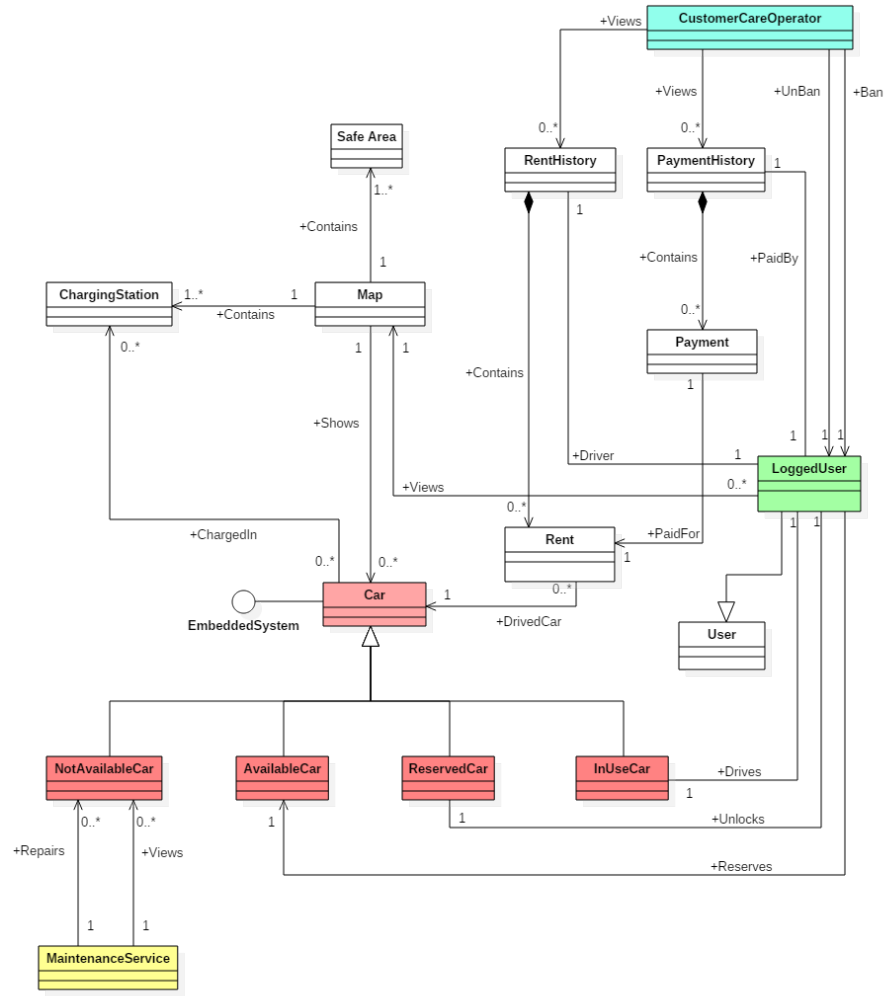 CustomerCareOperator
+Views
+Views
+UnBan
+Ban
0..*
0..*
Safe Area
RentHistory
PaymentHistory
1
1..*
1
+Contains
+Contains
+PaidBy
1
ChargingStation
1..*
1
Map
+Contains
0..*
Payment
0..*
1
1
+Contains
1
+Shows
1
1
1
+Driver
1
LoggedUser
+Views
0..*
0..*
1
1
+ChargedIn
+PaidFor
Rent
1
0..*
0..*
0..*
Car
1
EmbeddedSystem
+DrivedCar
User
NotAvailableCar
AvailableCar
ReservedCar
InUseCar
+Drives
1
0..*
0..*
1
1
+Unlocks
+Repairs
+Views
+Reserves
1
1
MaintenanceService